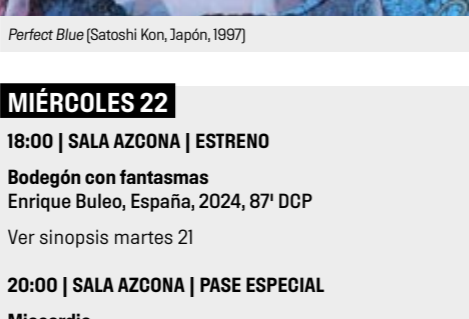 Perfect Blue (Satoshi Kon, Japón, 1997)
MIÉRCOLES 22
18:00 | SALA AZCONA | ESTRENO
Bodegón con fantasmas
Enrique Buleo, España, 2024, 87' DCP
Ver sinopsis martes 21
20:00 | SALA AZCONA | PASE ESPECIAL